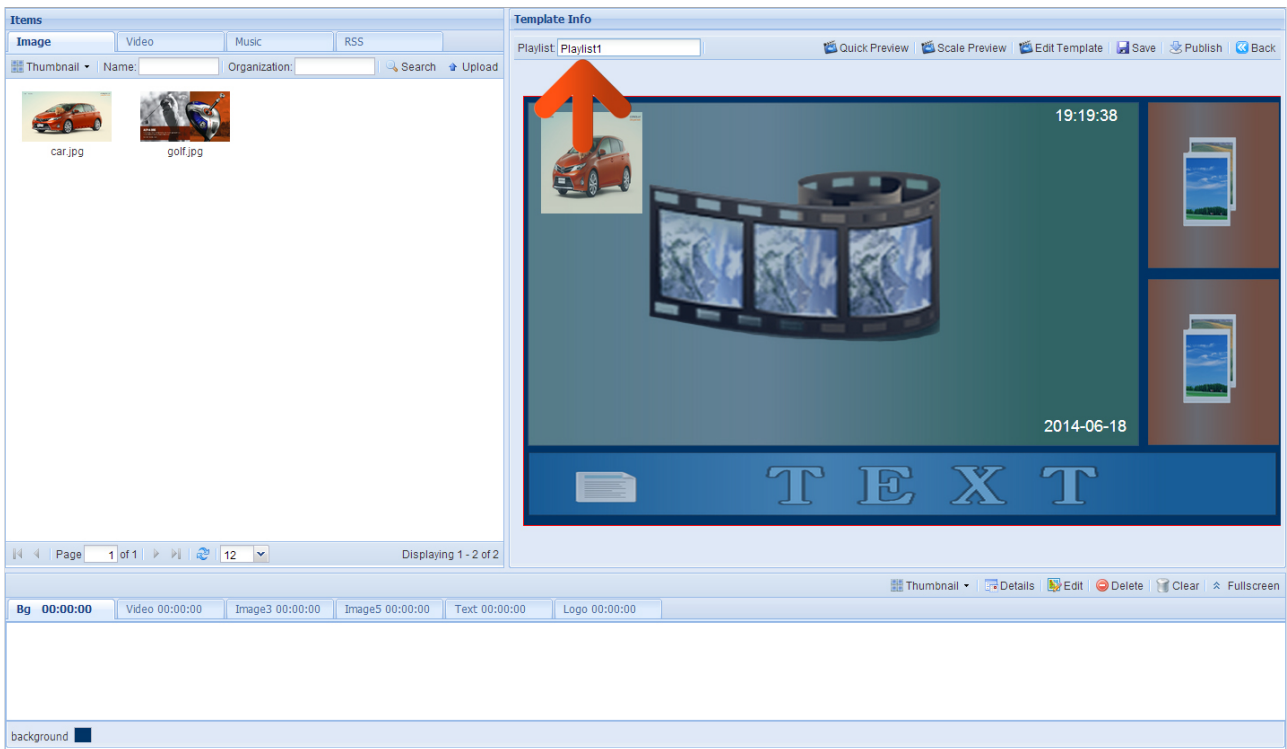 Items
Image Video Music RSS
Thumbnail Name: Organization: Search Upload
car.jpg golf.jpg
Page 1 of 1 12 Displaying 1 - 2 of 2
Template Info
Playlist: Playlist1 Quick Preview Scale Preview Edit Template Save Publish Back
19:19:38
2014-06-18
TEXT
Thumbnail Details Edit Delete Clear Fullscreen
Bg 00:00:00 Video 00:00:00 Image3 00:00:00 Image5 00:00:00 Text 00:00:00 Logo 00:00:00
background